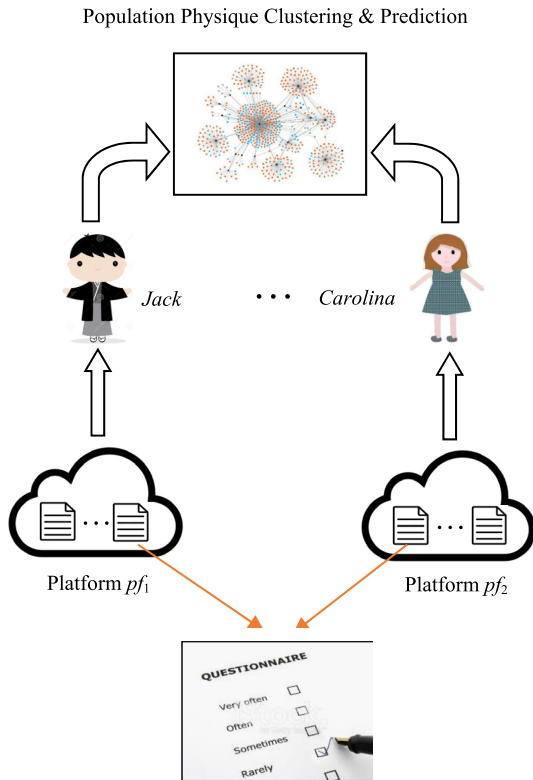 Population Physique Clustering & Prediction
Jack
... Carolina
... 
...
Platform pf1
Platform pf2
QUESTIONNAIRE
Very often
Often
Sometimes
Rarely